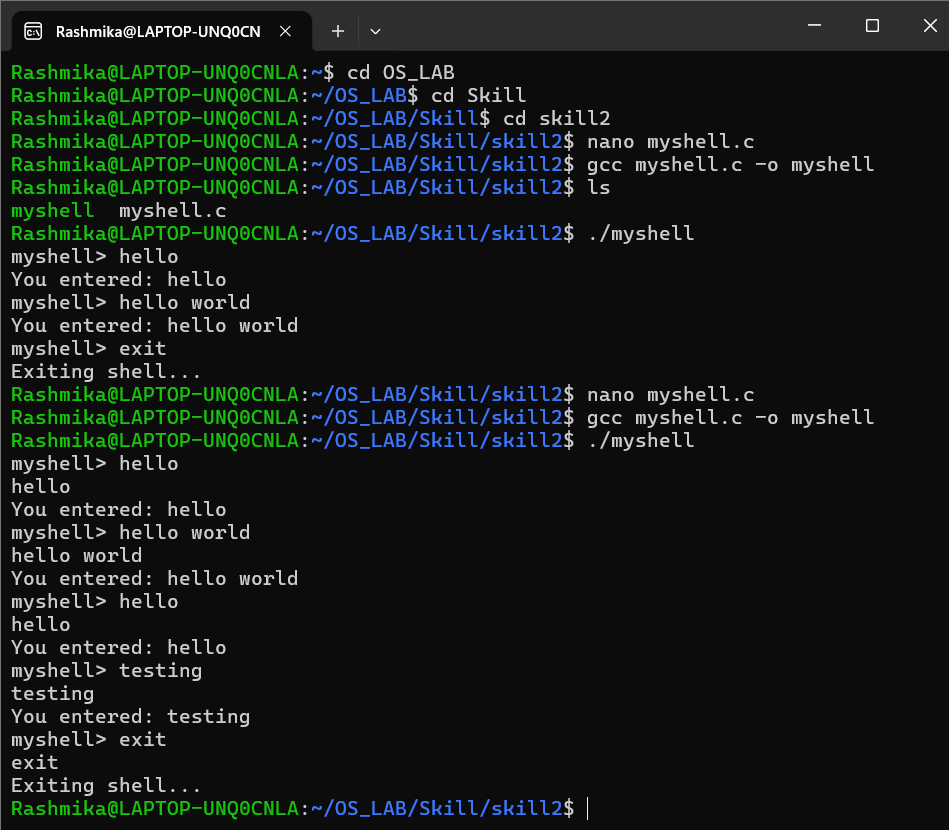 Rashmika@LAPTOP-UNQ0CN
Rashmika@LAPTOP-UNQ0CNLA:~$ cd OS_LAB
Rashmika@LAPTOP-UNQ0CNLA:~/OS_LAB$ cd Skill
Rashmika@LAPTOP-UNQ0CNLA:~/OS_LAB/Skill$ cd skill2
Rashmika@LAPTOP-UNQ0CNLA:~/OS_LAB/Skill/skill2$ nano myshell.c
Rashmika@LAPTOP-UNQ0CNLA:~/OS_LAB/Skill/skill2$ gcc myshell.c -o myshell
Rashmika@LAPTOP-UNQ0CNLA:~/OS_LAB/Skill/skill2$ ls
myshell  myshell.c
Rashmika@LAPTOP-UNQ0CNLA:~/OS_LAB/Skill/skill2$ ./myshell
myshell> hello
You entered: hello
myshell> hello world
You entered: hello world
myshell> exit
Exiting shell...
Rashmika@LAPTOP-UNQ0CNLA:~/OS_LAB/Skill/skill2$ nano myshell.c
Rashmika@LAPTOP-UNQ0CNLA:~/OS_LAB/Skill/skill2$ gcc myshell.c -o myshell
Rashmika@LAPTOP-UNQ0CNLA:~/OS_LAB/Skill/skill2$ ./myshell
myshell> hello
hello
You entered: hello
myshell> hello world
hello world
You entered: hello world
myshell> hello
hello
You entered: hello
myshell> testing
testing
You entered: testing
myshell> exit
exit
Exiting shell...
Rashmika@LAPTOP-UNQ0CNLA:~/OS_LAB/Skill/skill2$